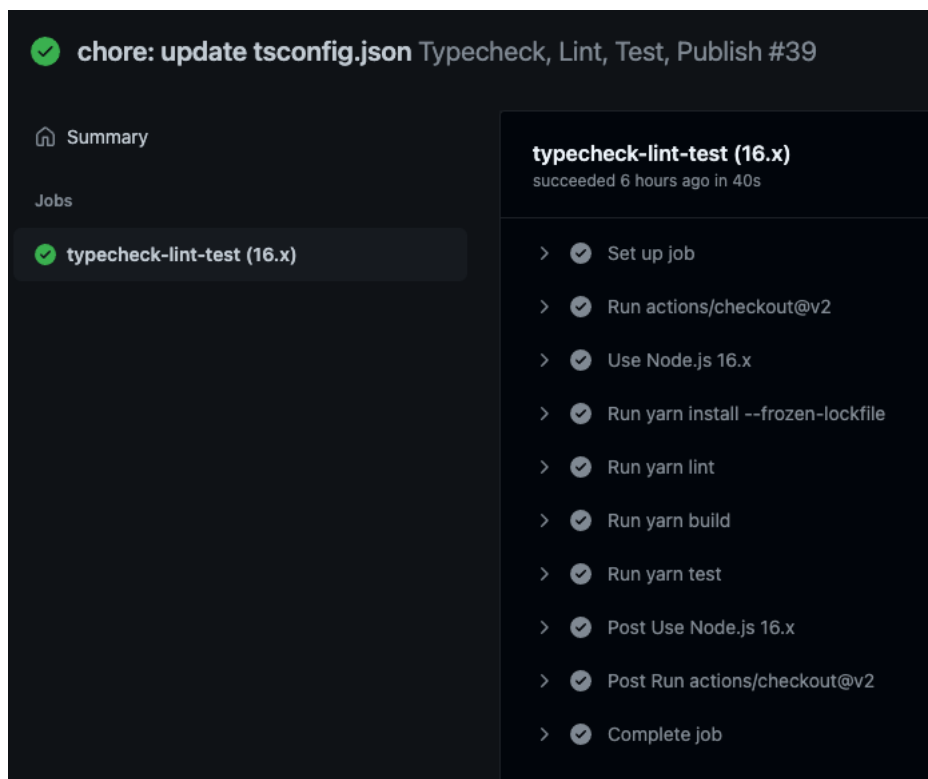 chore: update tsconfig.json Typecheck, Lint, Test, Publish #39
Summary
Jobs
typecheck-lint-test (16.x)
typecheck-lint-test (16.x)
succeeded 6 hours ago in 40s
Set up job
Run actions/checkout@v2
Use Node.js 16.x
Run yarn install --frozen-lockfile
Run yarn lint
Run yarn build
Run yarn test
Post Use Node.js 16.x
Post Run actions/checkout@v2
Complete job